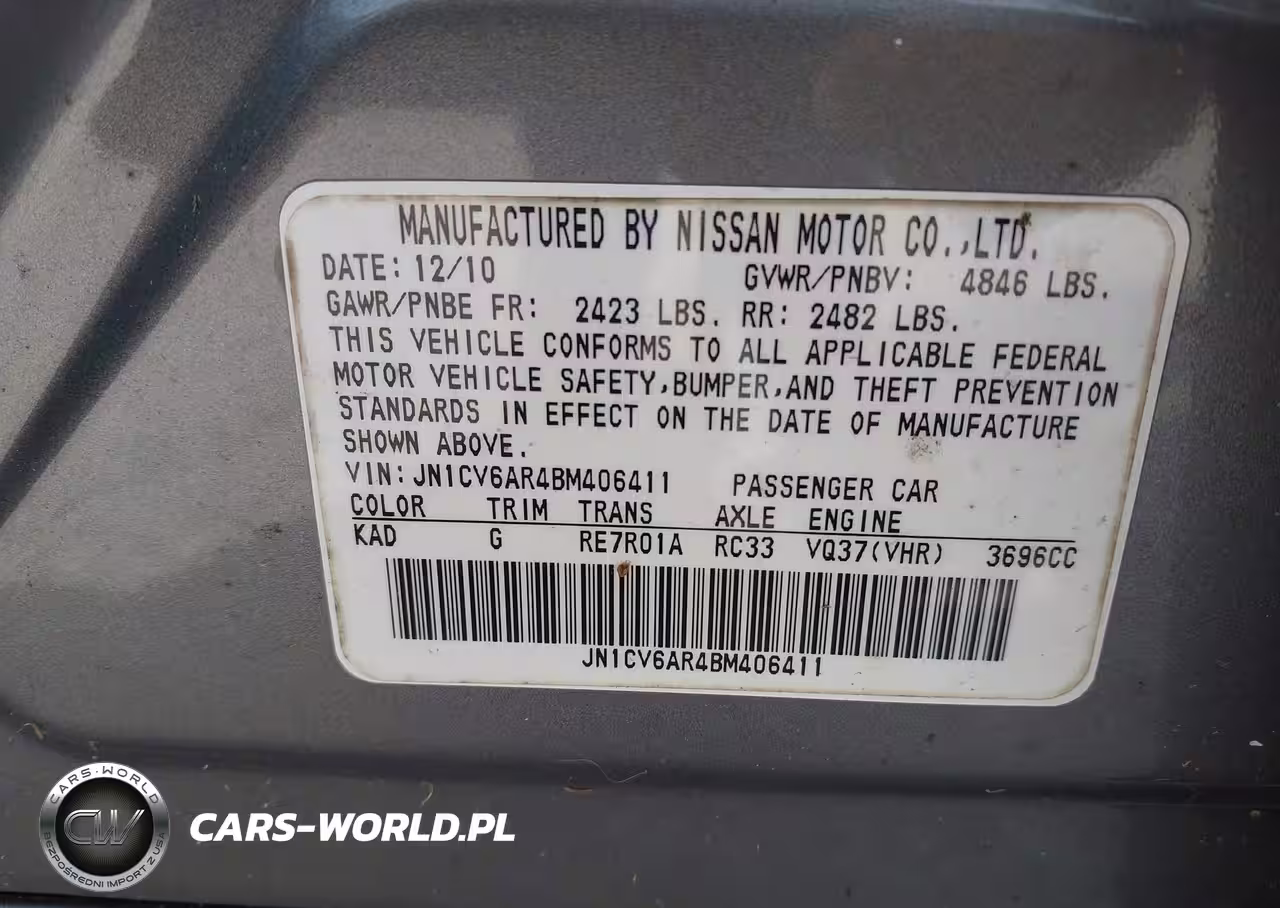 MANUFACTURED BY NISSAN MOTOR CO.,LTD.
DATE: 12/10 GVWR/PNBV: 4846 LBS.
GAWR/PNBE FR: 2423 LBS. RR: 2482 LBS.
THIS VEHICLE CONFORMS TO ALL APPLICABLE FEDERAL
MOTOR VEHICLE SAFETY,BUMPER,AND THEFT PREVENTION
STANDARDS IN EFFECT ON THE DATE OF MANUFACTURE
SHOWN ABOVE.
VIN:JN1CV6AR4BM406411 PASSENGER CAR
COLOR TRIM TRANS AXLE ENGINE
KAD G RE7R01A RC33 VQ37(VHR) 3696CC
JN1CV6AR4BM406411
CARS-WORLD
CW
BEZPOŚREDNI IMPORT Z USA
CARS-WORLD.PL